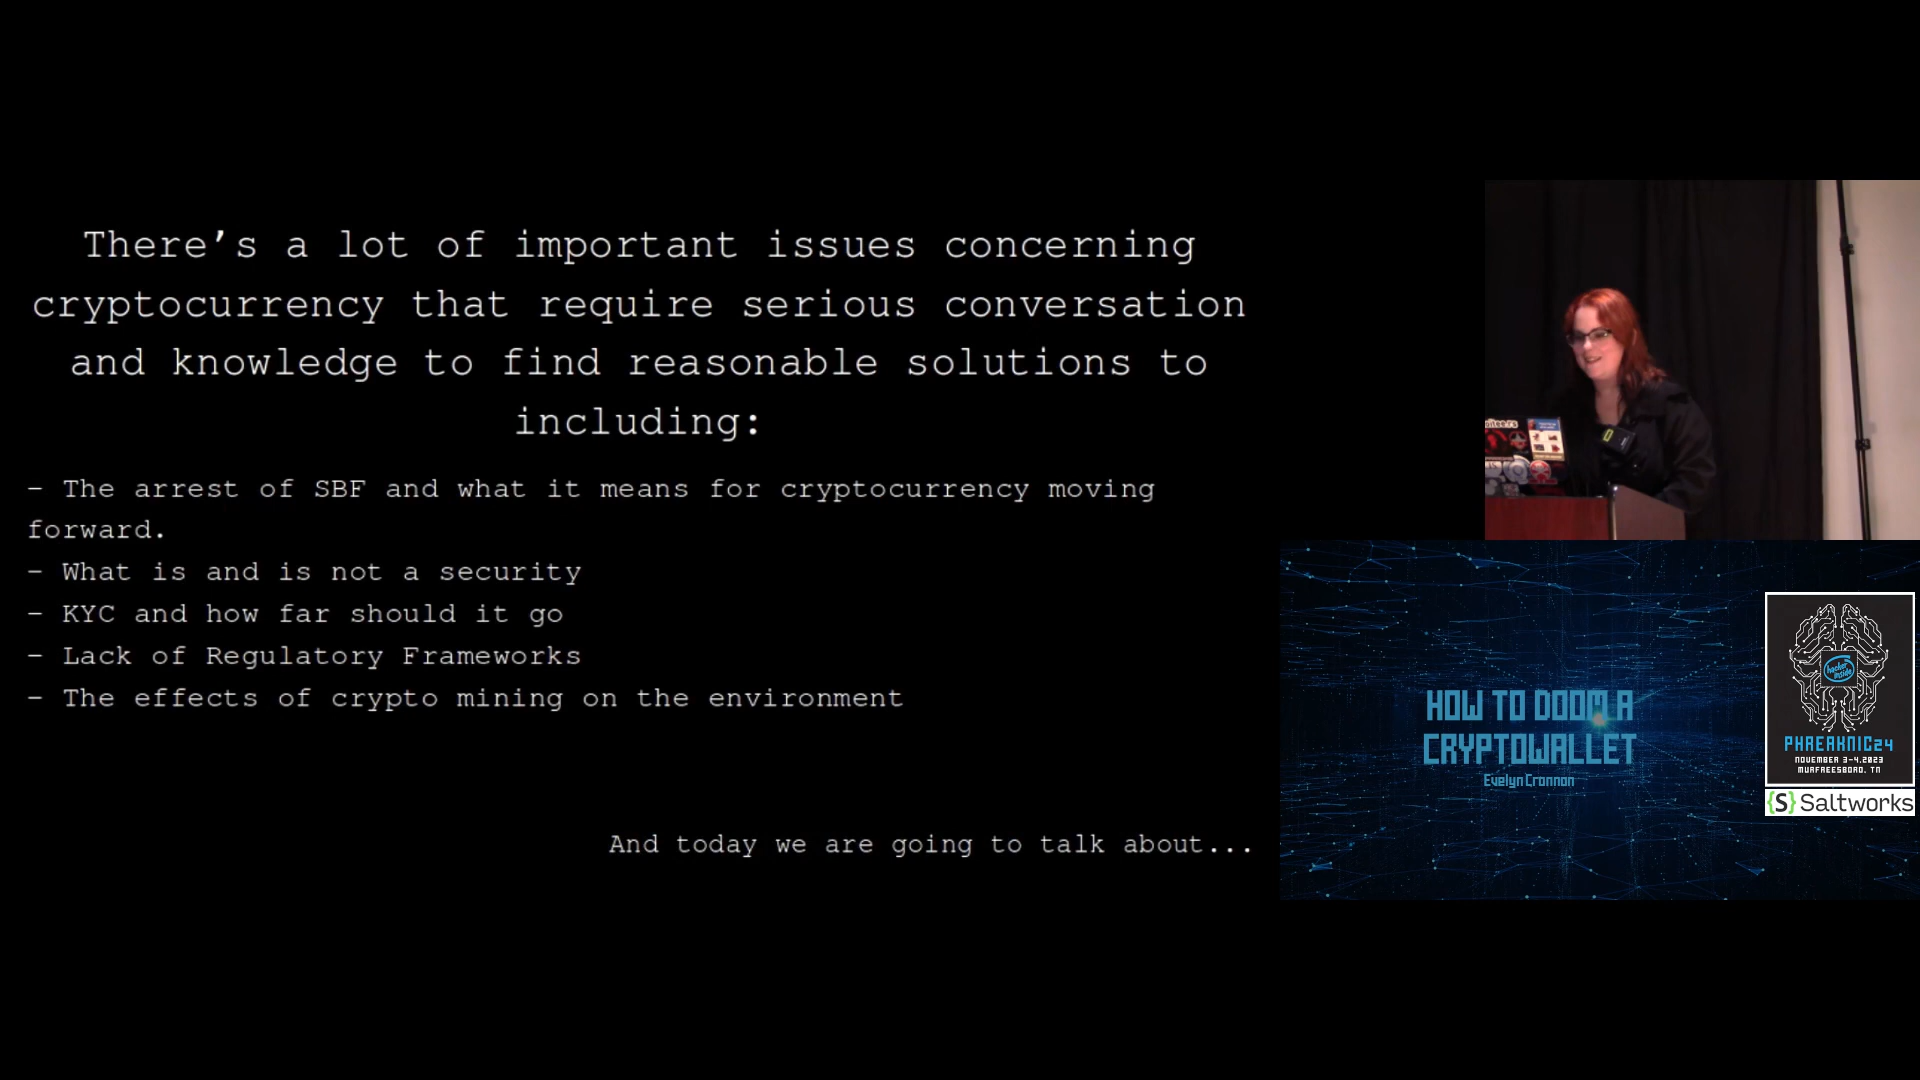 There’s a lot of important issues concerning
cryptocurrency that require serious conversation
and knowledge to find reasonable solutions to
including:
- The arrest of SBF and what it means for cryptocurrency moving
forward.
- What is and is not a security
- KYC and how far should it go
- Lack of Regulatory Frameworks
- The effects of crypto mining on the environment
And today we are going to talk about...
HOW TO DOOM A
CRYPTOWALLET
Evelyn Cronnon
hacker
inside
PHREAKNIC24
NOVEMBER 3-4.2023
MURFREESBORO, TN
{S} Saltworks